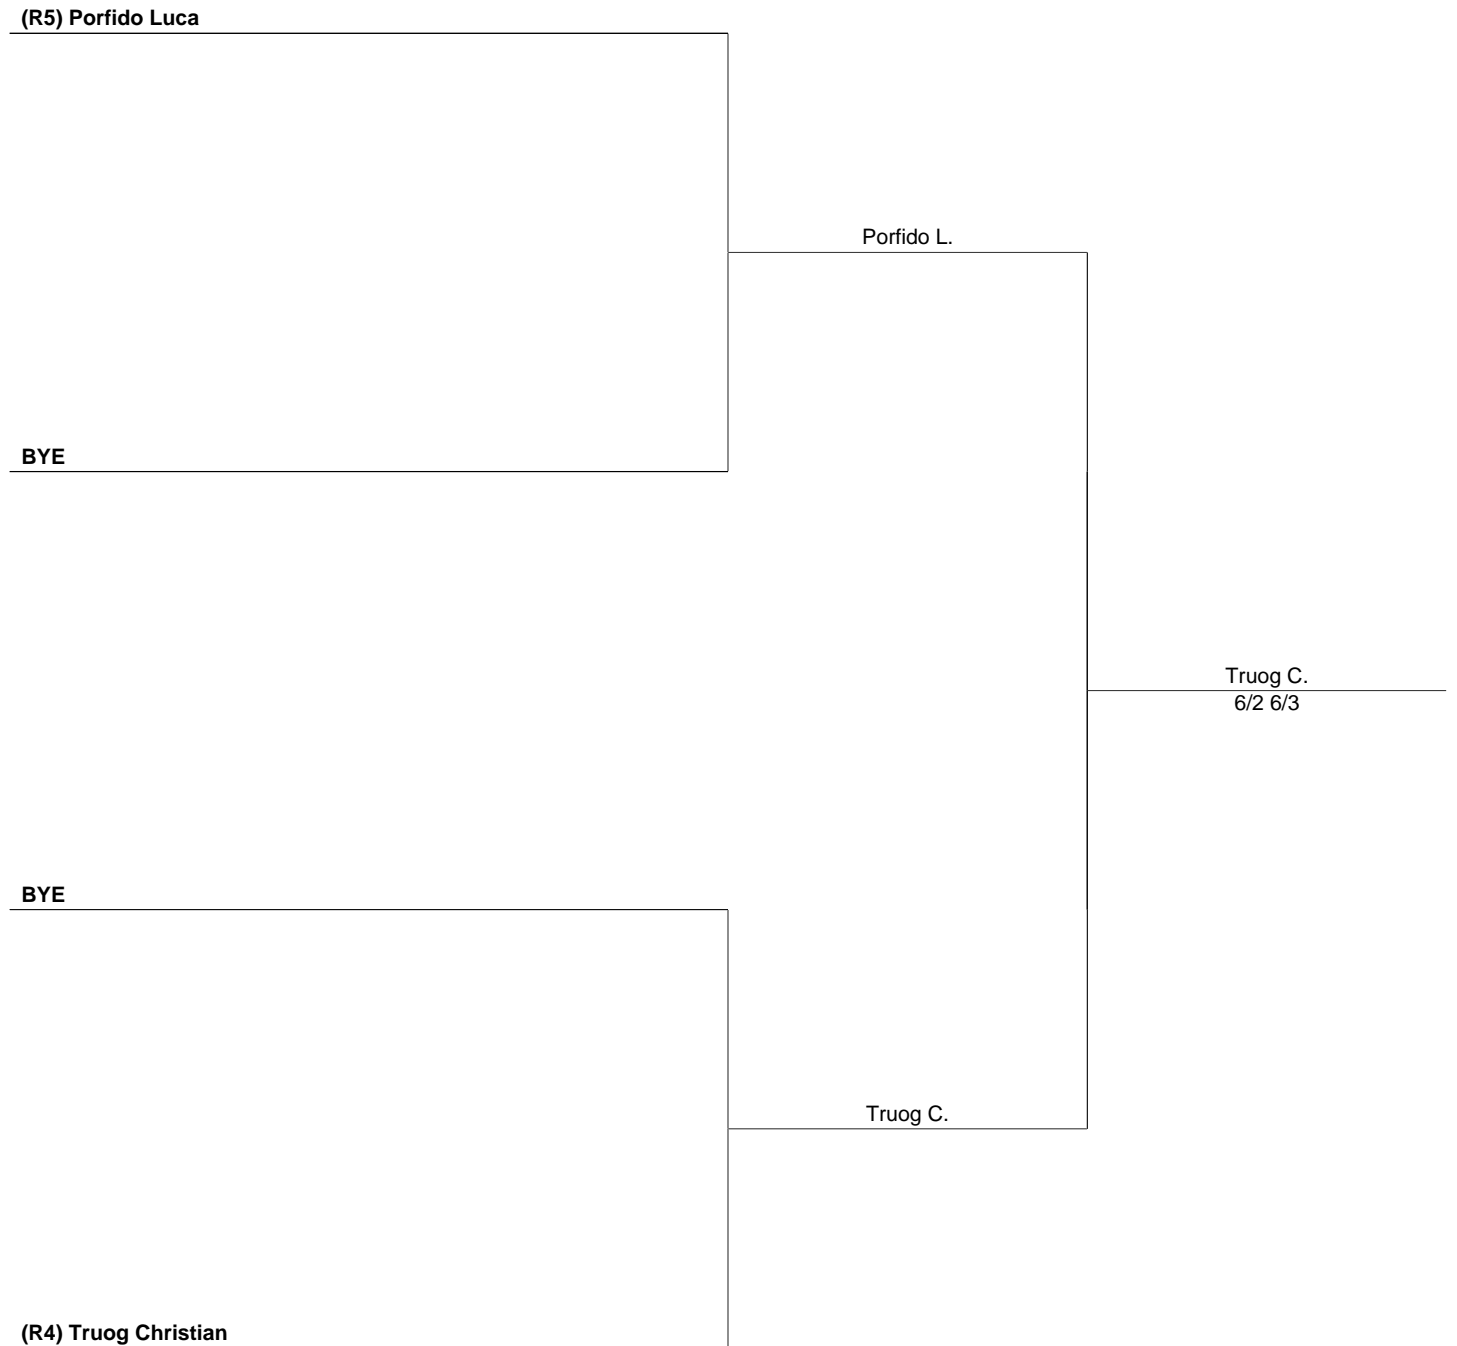 (R5) Porfido Luca
Porfido L.
BYE
Truog C.
6/2 6/3
BYE
Truog C.
(R4) Truog Christian